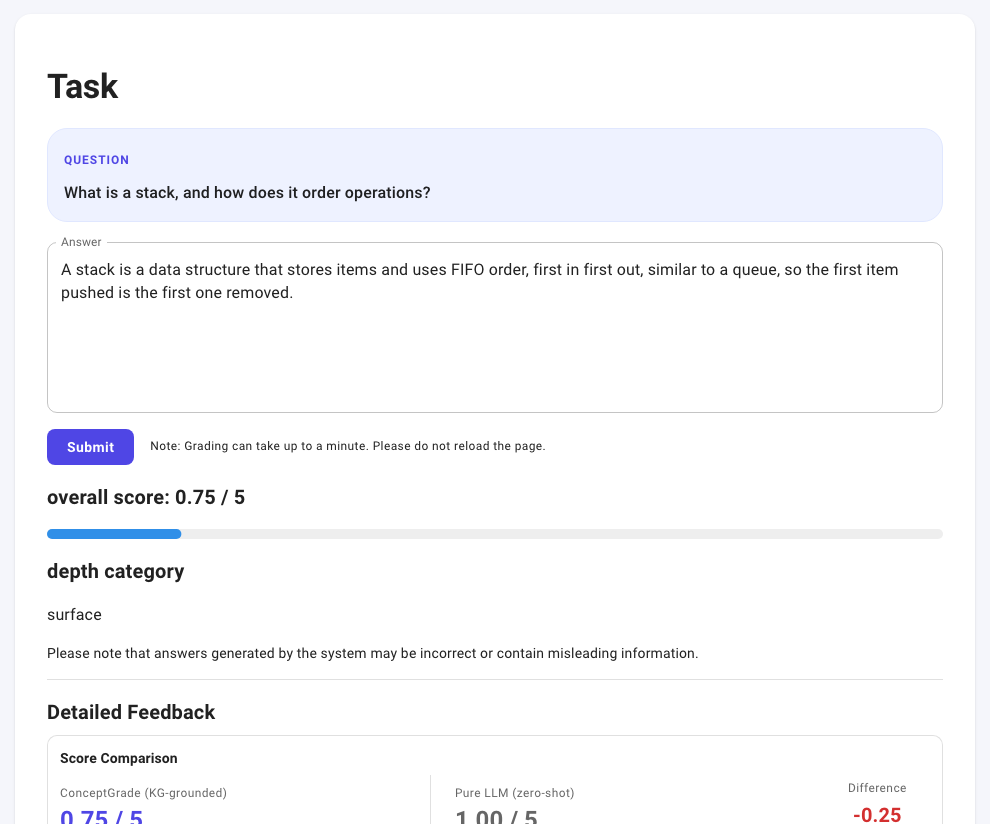 Task
QUESTION
What is a stack, and how does it order operations?
Answer
A stack is a data structure that stores items and uses FIFO order, first in first out, similar to a queue, so the first item
pushed is the first one removed.
Submit
Note: Grading can take up to a minute. Please do not reload the page.
overall score: 0.75 / 5
depth category
surface
Please note that answers generated by the system may be incorrect or contain misleading information.
Detailed Feedback
Score Comparison
ConceptGrade (KG-grounded)
0.75 / 5
Pure LLM (zero-shot)
1.00 / 5
Difference
-0.25